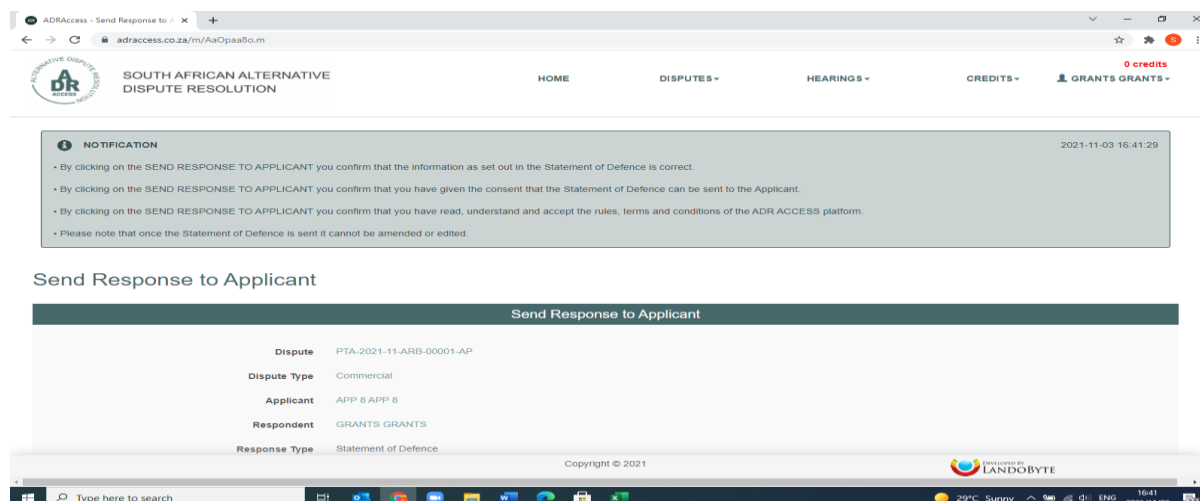 ADRAccess - Send Response to A
adraccess.co.za/m/AaOpaa8o.m
S
ALTERNATIVE DISPUTE RESOLUTION
ADR
ACCESS
SOUTH AFRICAN ALTERNATIVE
DISPUTE RESOLUTION
HOME
DISPUTES
HEARINGS
CREDITS
0 credits
GRANTS GRANTS
NOTIFICATION
2021-11-03 16:41:29
• By clicking on the SEND RESPONSE TO APPLICANT you confirm that the information as set out in the Statement of Defence is correct.
• By clicking on the SEND RESPONSE TO APPLICANT you confirm that you have given the consent that the Statement of Defence can be sent to the Applicant.
• By clicking on the SEND RESPONSE TO APPLICANT you confirm that you have read, understand and accept the rules, terms and conditions of the ADR ACCESS platform.
• Please note that once the Statement of Defence is sent it cannot be amended or edited.
Send Response to Applicant
Send Response to Applicant
Dispute PTA-2021-11-ARB-00001-AP
Dispute Type Commercial
Applicant APP 8 APP 8
Respondent GRANTS GRANTS
Response Type Statement of Defence
Copyright © 2021
DEVELOPED BY
LANDOBYTE
Type here to search
29°C Sunny
ENG
16:41